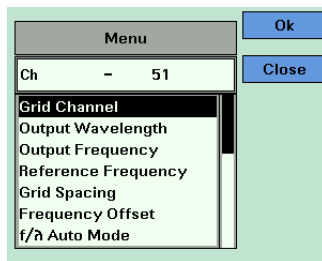 Menu
Ok
Ch - 51
Close
Grid Channel
Output Wavelength
Output Frequency
Reference Frequency
Grid Spacing
Frequency Offset
f/λ Auto Mode